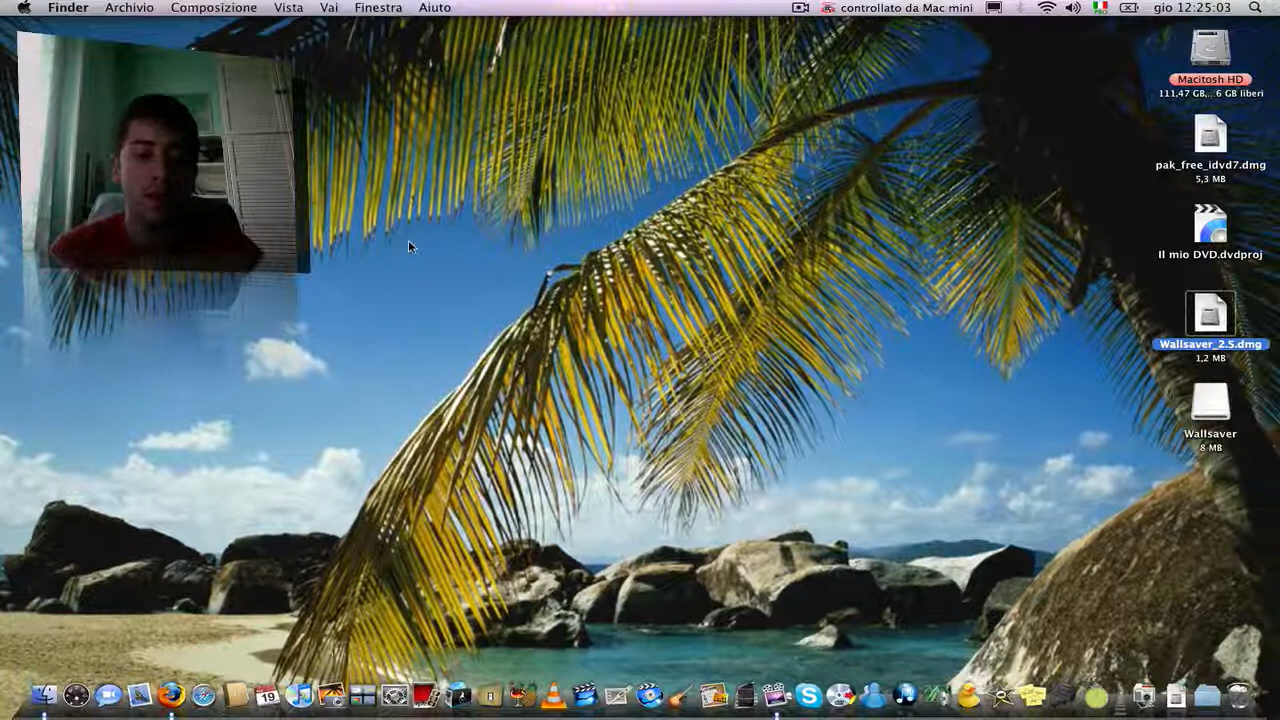 Finder Archivio Composizione Vista Vai Finestra Aiuto controllato da Mac mini PRO gio 12:25:03
Macitosh HD
111,47 GB,...6 GB liberi
pak_free_idvd7.dmg
5,3 MB
Il mio DVD.dvdproj
Wallsaver_2.5.dmg
1,2 MB
Wallsaver
8 MB
19